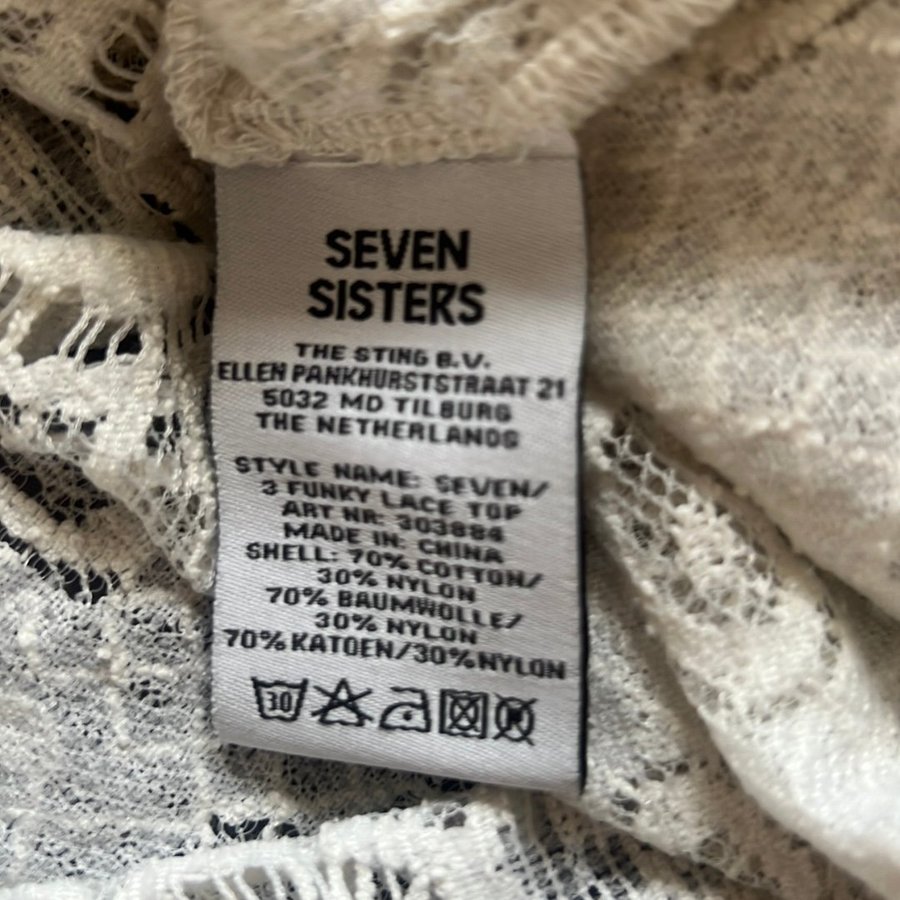 SEVEN
SISTERS
THE STING B.V.
ELLEN PANKHURSTSTRAAT 21
5032 MD TILBURG
THE NETHERLANDS
STYLE NAME: SEVEN/
3 FUNKY LACE TOP
ART NR: 303884
MADE IN: CHINA
SHELL: 70% COTTON/
30% NYLON
70% BAUMWOLLE/
30% NYLON
70% KATOEN/30% NYLON
30